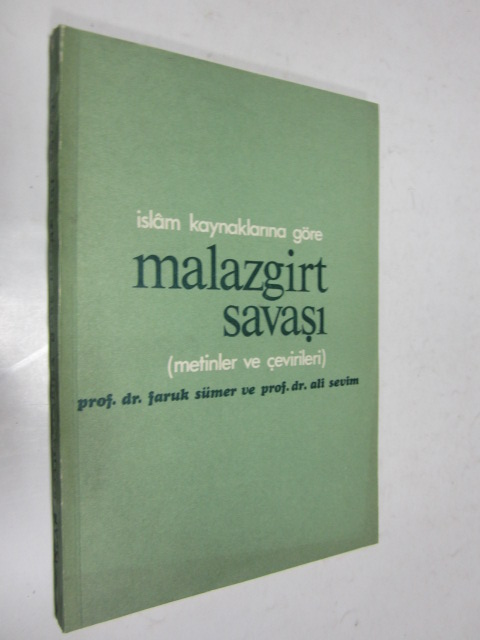 islâm kaynaklarına göre
malazgirt
savaşı
(metinler ve çevirileri)
prof. dr. faruk sümer ve prof. dr. ali sevim